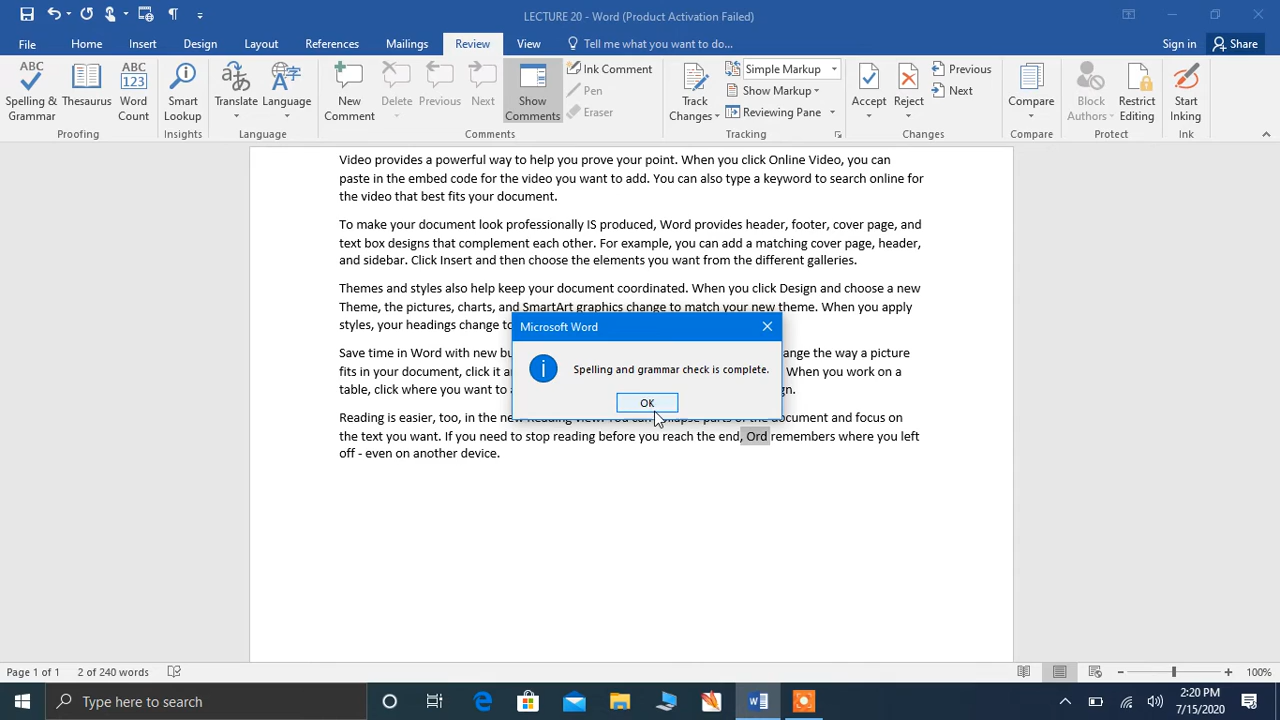 LECTURE 20 - Word (Product Activation Failed)
File Home Insert Design Layout References Mailings Review View Tell me what you want to do... Sign in Share
ABC Spelling & Grammar
Thesaurus
ABC 123 Word Count
Proofing
Smart Lookup
Insights
Translate
Language
Language
New Comment
Delete
Previous
Next
Show Comments
Ink Comment
Pen
Eraser
Comments
Track Changes
Simple Markup
Show Markup
Reviewing Pane
Tracking
Accept
Reject
Previous
Next
Changes
Compare
Compare
Block Authors
Restrict Editing
Protect
Start Inking
Ink
Video provides a powerful way to help you prove your point. When you click Online Video, you can
paste in the embed code for the video you want to add. You can also type a keyword to search online for
the video that best fits your document.
To make your document look professionally IS produced, Word provides header, footer, cover page, and
text box designs that complement each other. For example, you can add a matching cover page, header,
and sidebar. Click Insert and then choose the elements you want from the different galleries.
Themes and styles also help keep your document coordinated. When you click Design and choose a new
Theme, the pictures, charts, and SmartArt graphics change to match your new theme. When you apply
styles, your headings change to
Save time in Word with new bu ange the way a picture
fits in your document, click it a When you work on a
table, click where you want to gn.
Reading is easier, too, in the new Reading view. You can collapse parts of the document and focus on
the text you want. If you need to stop reading before you reach the end, Ord remembers where you left
off - even on another device.
Microsoft Word
Spelling and grammar check is complete.
OK
Page 1 of 1 2 of 240 words 100%
Type here to search
2:20 PM
7/15/2020